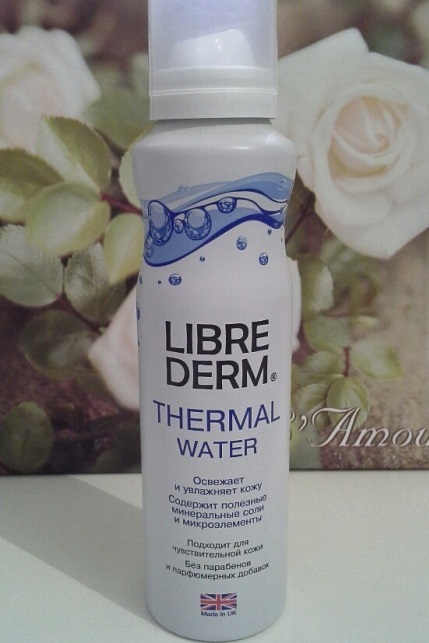 LIBRE
DERM®
THERMAL
WATER
Освежает
и увлажняет кожу
Содержит полезные
минеральные соли
и микроэлементы
Подходит для
чувствительной кожи
Без парабенов
и парфюмерных добавок
Made in UK